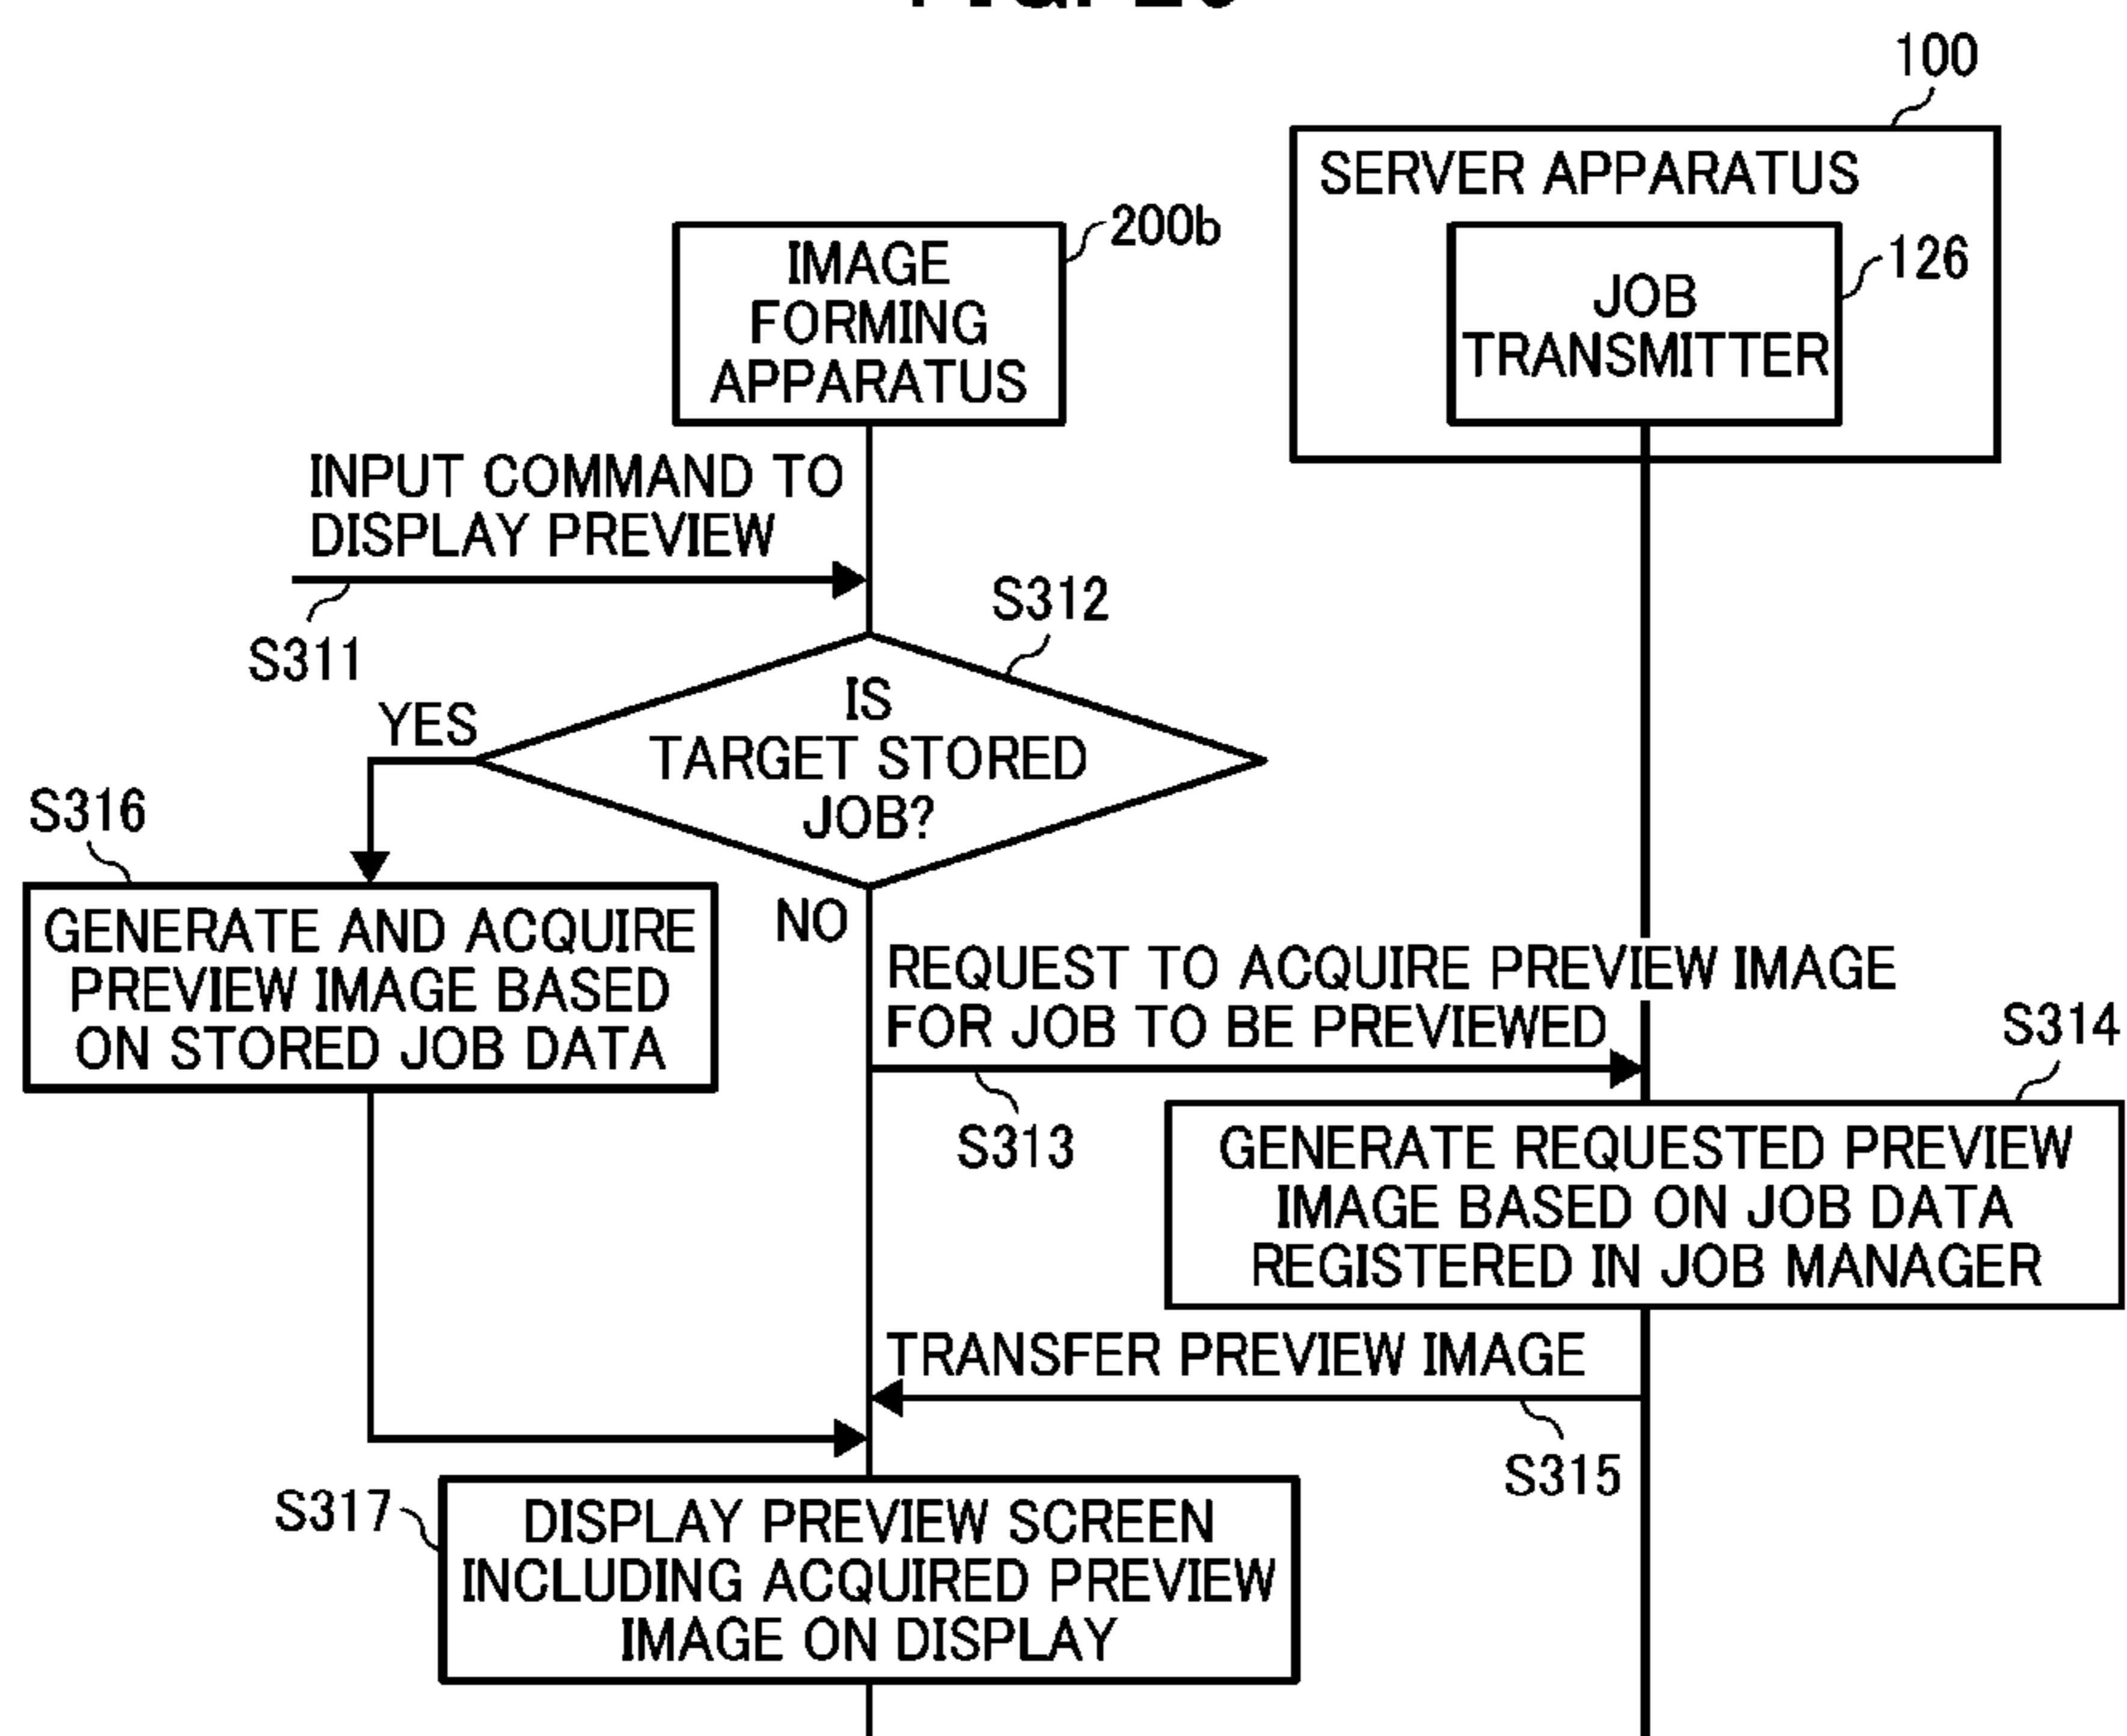 100
SERVER APPARATUS
200b
IMAGE
FORMING
APPARATUS
126
JOB
TRANSMITTER
INPUT COMMAND TO
DISPLAY PREVIEW
S311
S312
IS
TARGET STORED
JOB?
YES
S316
GENERATE AND ACQUIRE
PREVIEW IMAGE BASED
ON STORED JOB DATA
NO
REQUEST TO ACQUIRE PREVIEW IMAGE
FOR JOB TO BE PREVIEWED
S313
S314
GENERATE REQUESTED PREVIEW
IMAGE BASED ON JOB DATA
REGISTERED IN JOB MANAGER
TRANSFER PREVIEW IMAGE
S315
S317
DISPLAY PREVIEW SCREEN
INCLUDING ACQUIRED PREVIEW
IMAGE ON DISPLAY